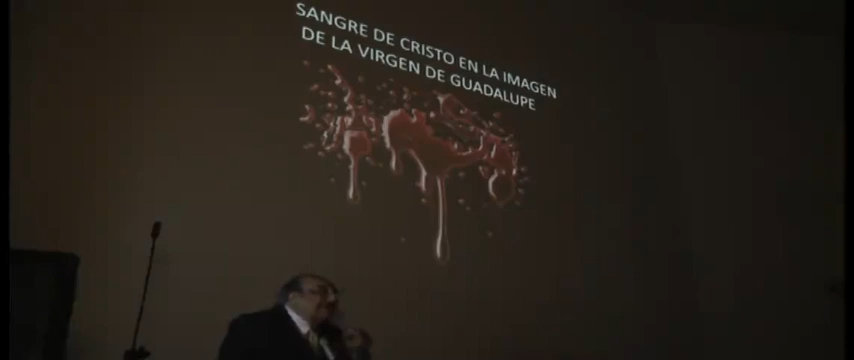 SANGRE DE CRISTO EN LA IMAGEN
DE LA VIRGEN DE GUADALUPE